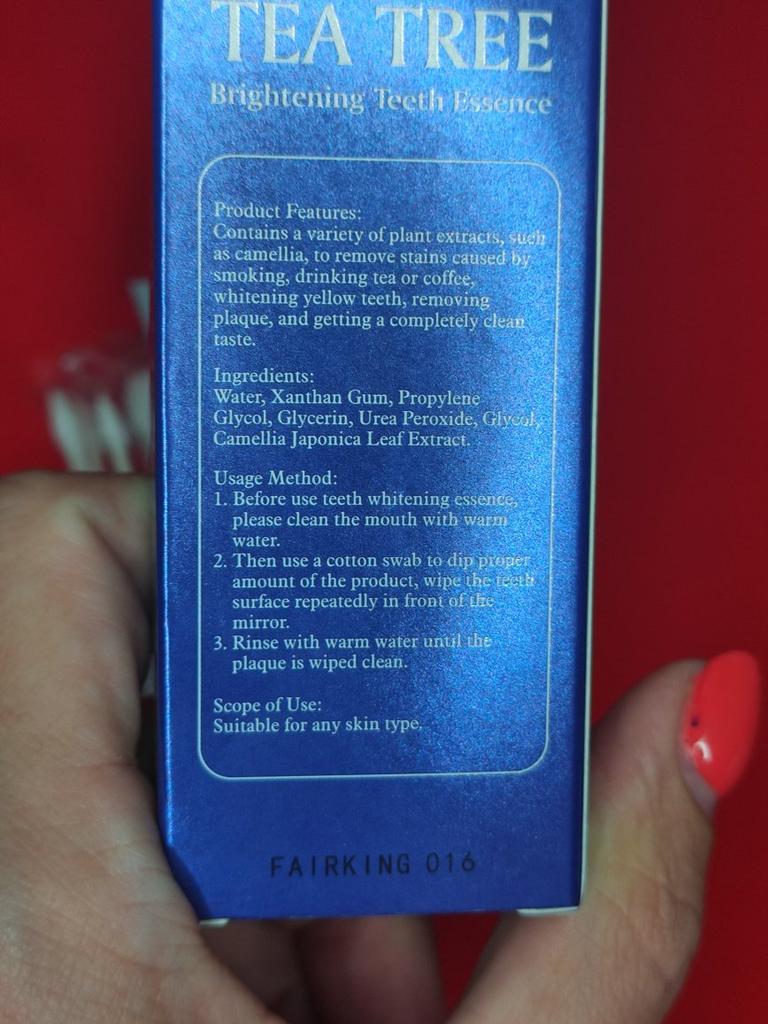 TEA TREE
Brightening Teeth Essence
Product Features:
Contains a variety of plant extracts, such
as camellia, to remove stains caused by
smoking, drinking tea or coffee,
whitening yellow teeth, removing
plaque, and getting a completely clean
taste.
Ingredients:
Water, Xanthan Gum, Propylene
Glycol, Glycerin, Urea Peroxide, Glycol,
Camellia Japonica Leaf Extract.
Usage Method:
1. Before use teeth whitening essence,
please clean the mouth with warm
water.
2. Then use a cotton swab to dip proper
amount of the product, wipe the teeth
surface repeatedly in front of the
mirror.
3. Rinse with warm water until the
plaque is wiped clean.
Scope of Use:
Suitable for any skin type.
FAIRKING 016